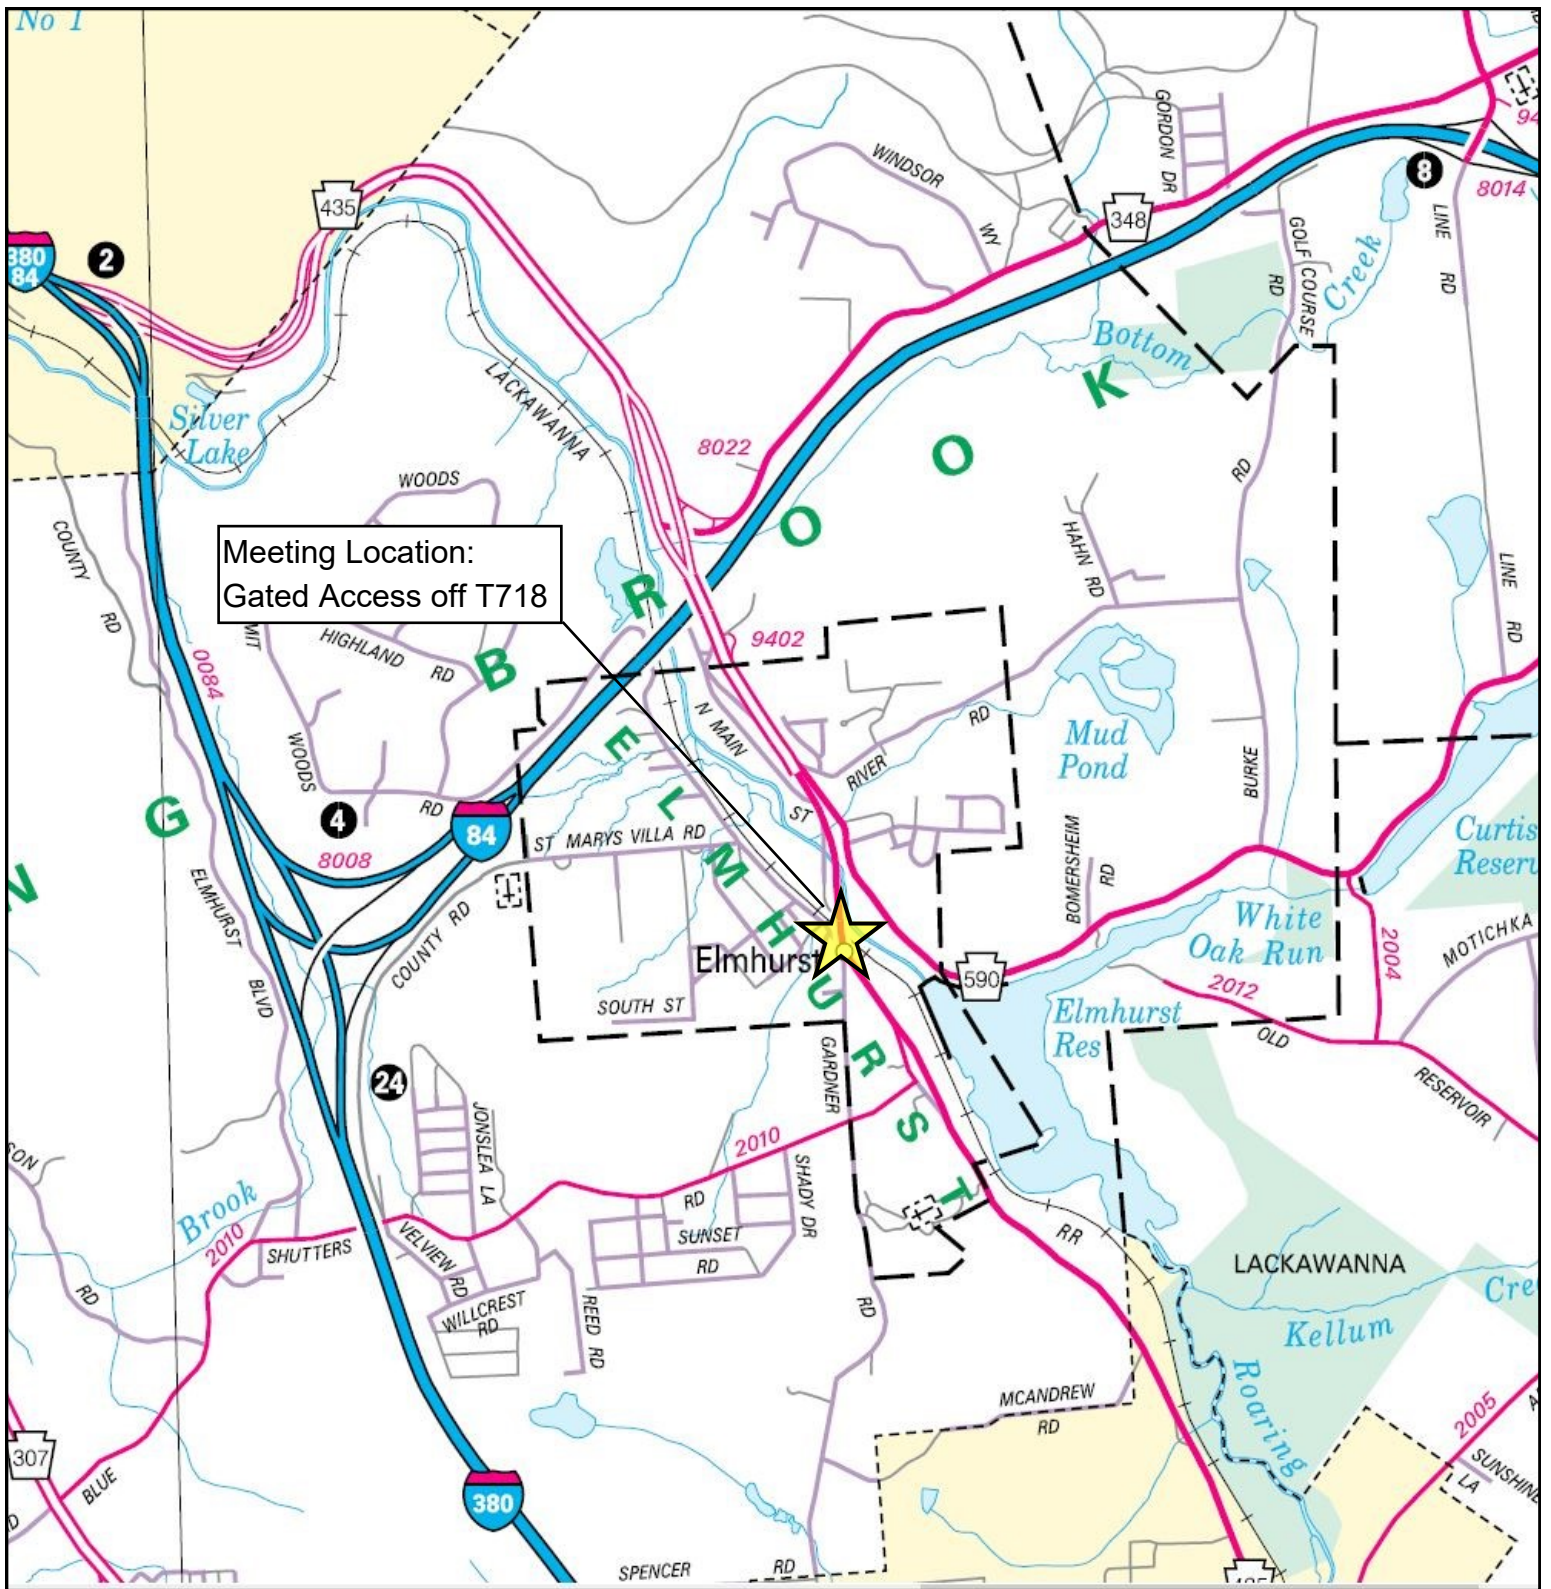 No 1
GORDON DR
94
8
8014
WINDSOR
WY
435
348
LINE RD
GOLF COURSE
RD
Creek
380
84
2
Bottom
K
LACKAWANNA
Silver
Lake
8022
O
RD
WOODS
O
COUNTY
RD
Meeting Location:
Gated Access off T718
HAHN RD
LINE
RD
R
MIT
HIGHLAND
RD
B
9402
0084
N MAIN
ST
RD
RIVER
Mud
Pond
E
WOODS
RD
BURKE
G
4
8008
84
L
ST MARYS VILLA RD
Curtis
Reserv
N
M
BOMERSHEIM
RD
ELMHURST
BLVD
COUNTY RD
H
White
Oak Run
2004
MOTICHKA
Elmhurst
590
2012
SOUTH ST
U
Elmhurst
Res
OLD
24
GARDNER
R
RESERVOIR
JONSLEA LA
S
2010
SON
SHADY DR
RD
T
Brook
2010
SHUTTERS
VELVIEW
RD
SUNSET
RD
RR
LACKAWANNA
Cre
RD
WILLCREST
RD
REED RD
RD
Kellum
Roaring
MCANDREW
RD
2005
307
BLUE
380
SUNSHINE
LA
SPENCER
RD
435